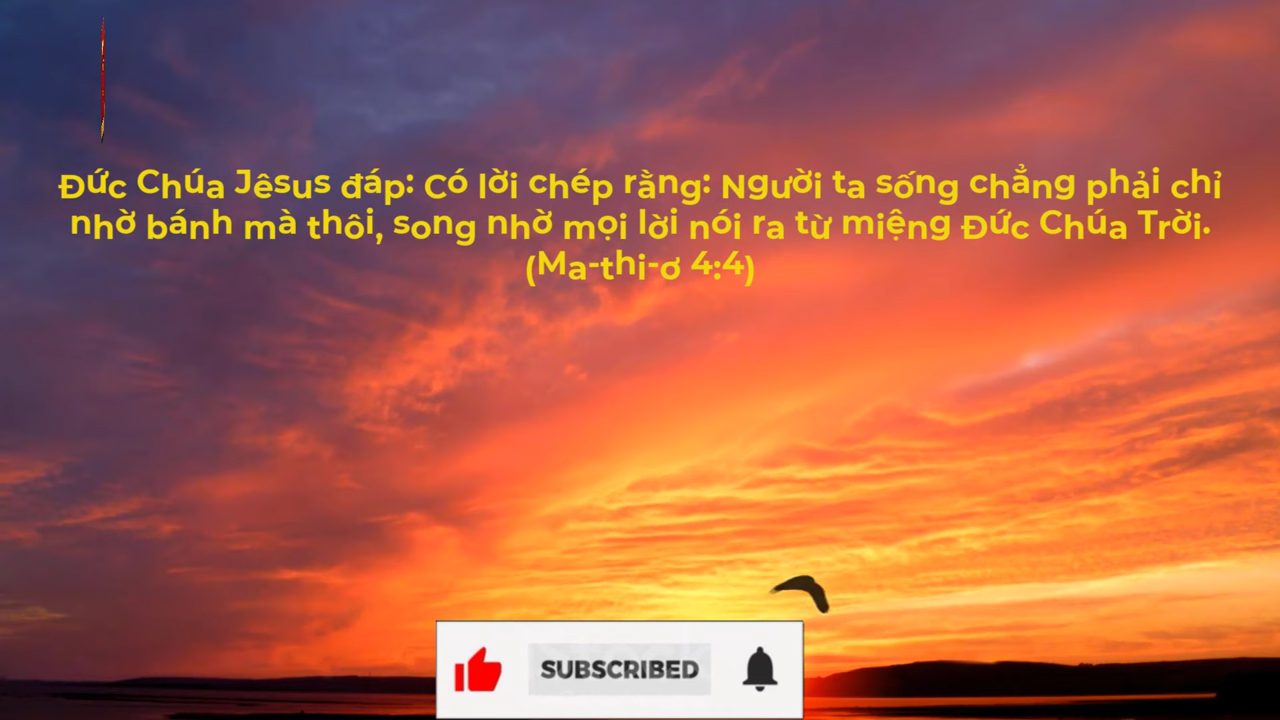 Đức Chúa Jêsus đáp: Có lời chép rằng: Người ta sống chẳng phải chỉ
nhờ bánh mà thôi, song nhờ mọi lời nói ra từ miệng Đức Chúa Trời.
(Ma-thi-ơ 4:4)
SUBSCRIBED